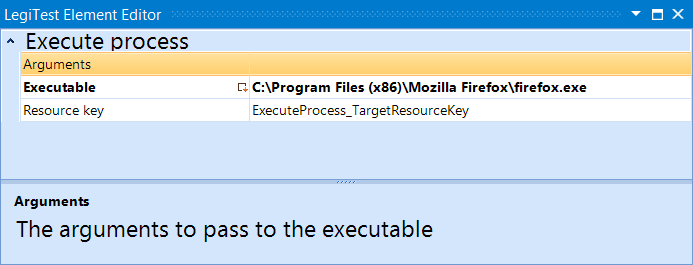 LegiTest Element Editor
Execute process
Arguments
Executable C:\Program Files (x86)\Mozilla Firefox\firefox.exe
Resource key ExecuteProcess_TargetResourceKey
Arguments
The arguments to pass to the executable